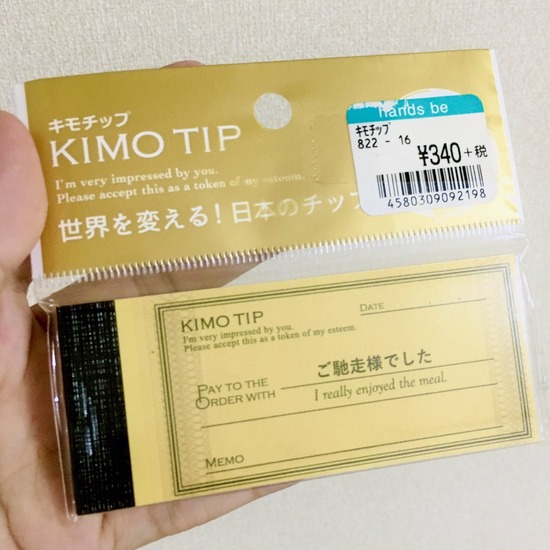 キモチップ
KIMO TIP
I'm very impressed by you.
Please accept this as a token of my esteem.
世界を変える!日本のチップ
hands be
キモチップ
822 - 16
¥340 +税
4580309092198
KIMO TIP
I'm very impressed by you.
Please accept this as a token of my esteem.
DATE
PAY TO THE
ORDER WITH
ご馳走様でした
I really enjoyed the meal.
MEMO